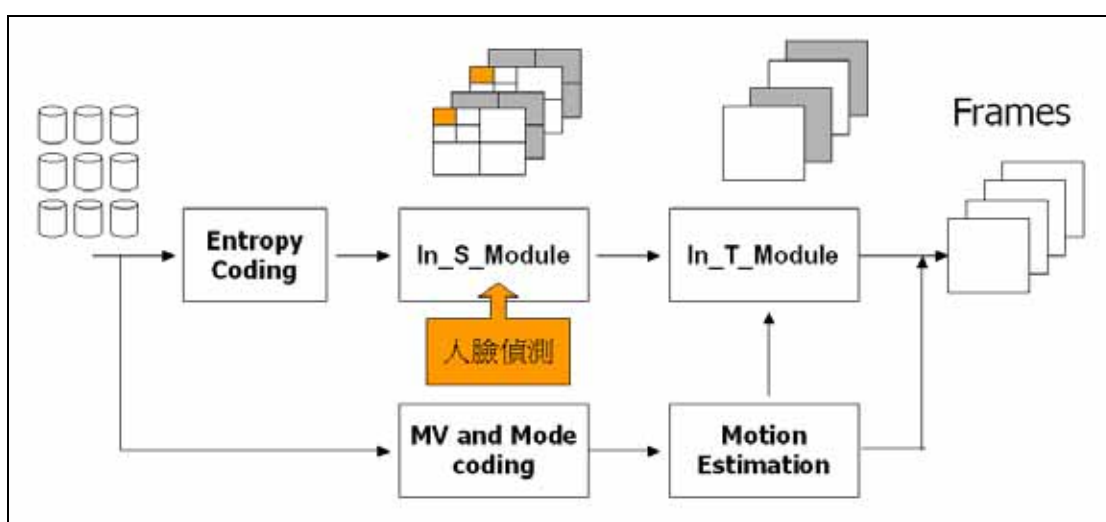 Frames
Entropy
Coding
In_S_Module
In_T_Module
人臉偵測
MV and Mode
coding
Motion
Estimation